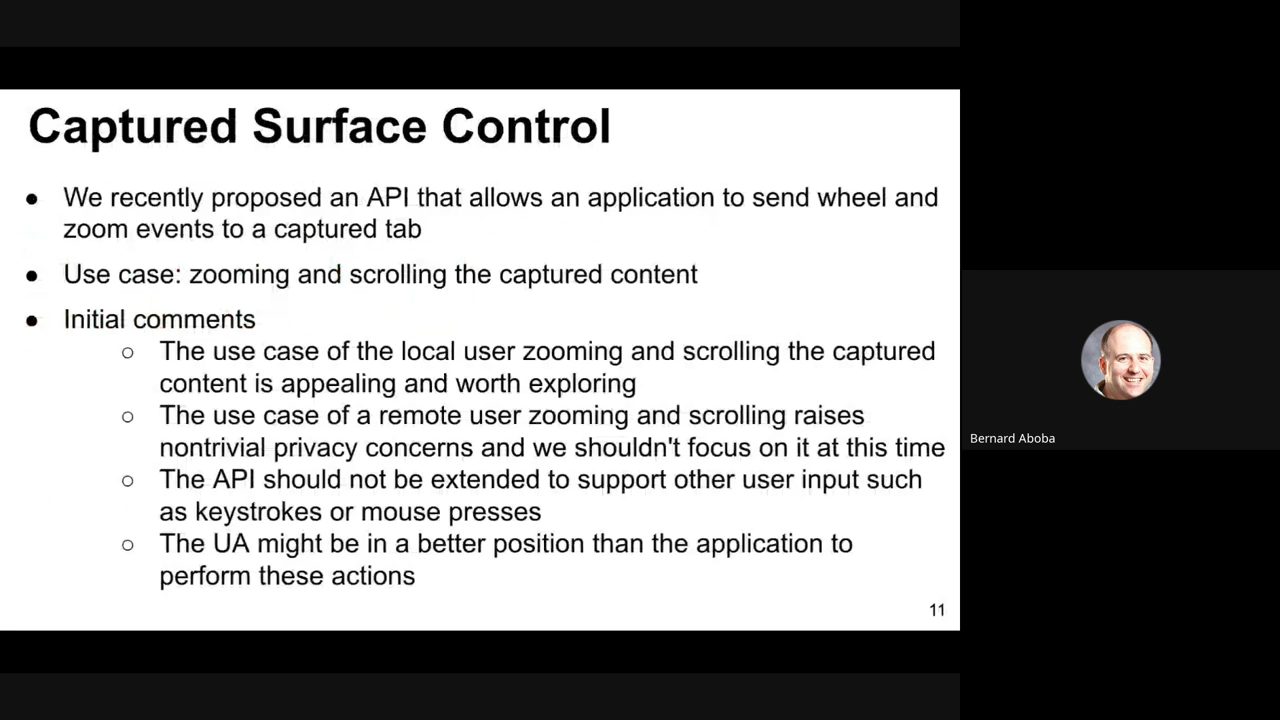 Captured Surface Control
● We recently proposed an API that allows an application to send wheel and
zoom events to a captured tab
● Use case: zooming and scrolling the captured content
● Initial comments
○ The use case of the local user zooming and scrolling the captured
content is appealing and worth exploring
○ The use case of a remote user zooming and scrolling raises
nontrivial privacy concerns and we shouldn't focus on it at this time
○ The API should not be extended to support other user input such
as keystrokes or mouse presses
○ The UA might be in a better position than the application to
perform these actions
11
Bernard Aboba